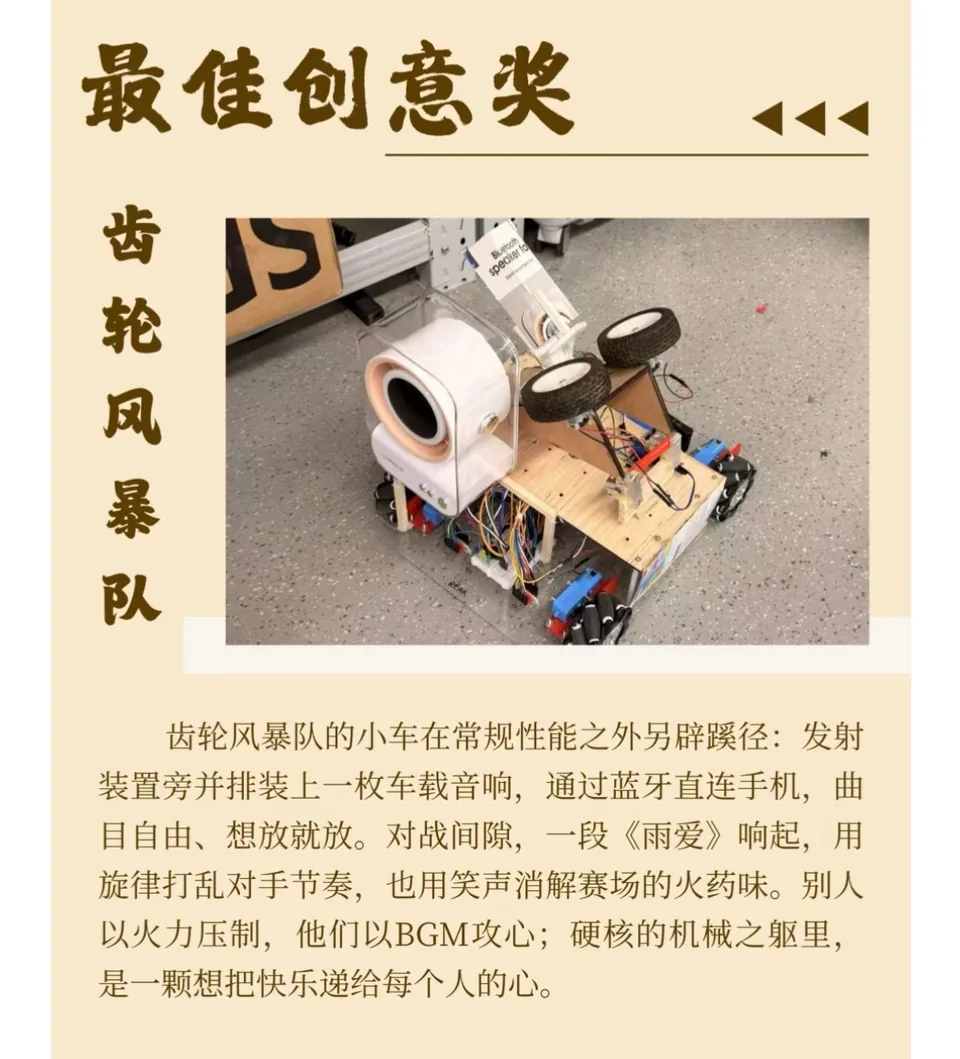 最佳创意奖
齿轮风暴队
Bluetooth
speaker fo
齿轮风暴队的小车在常规性能之外另辟蹊径：发射
装置旁并排装上一枚车载音响，通过蓝牙直连手机，曲
目自由、想放就放。对战间隙，一段《雨爱》响起，用
旋律打乱对手节奏，也用笑声消解赛场的火药味。别人
以火力压制，他们以BGM攻心；硬核的机械之躯里，
是一颗想把快乐递给每个人的心。